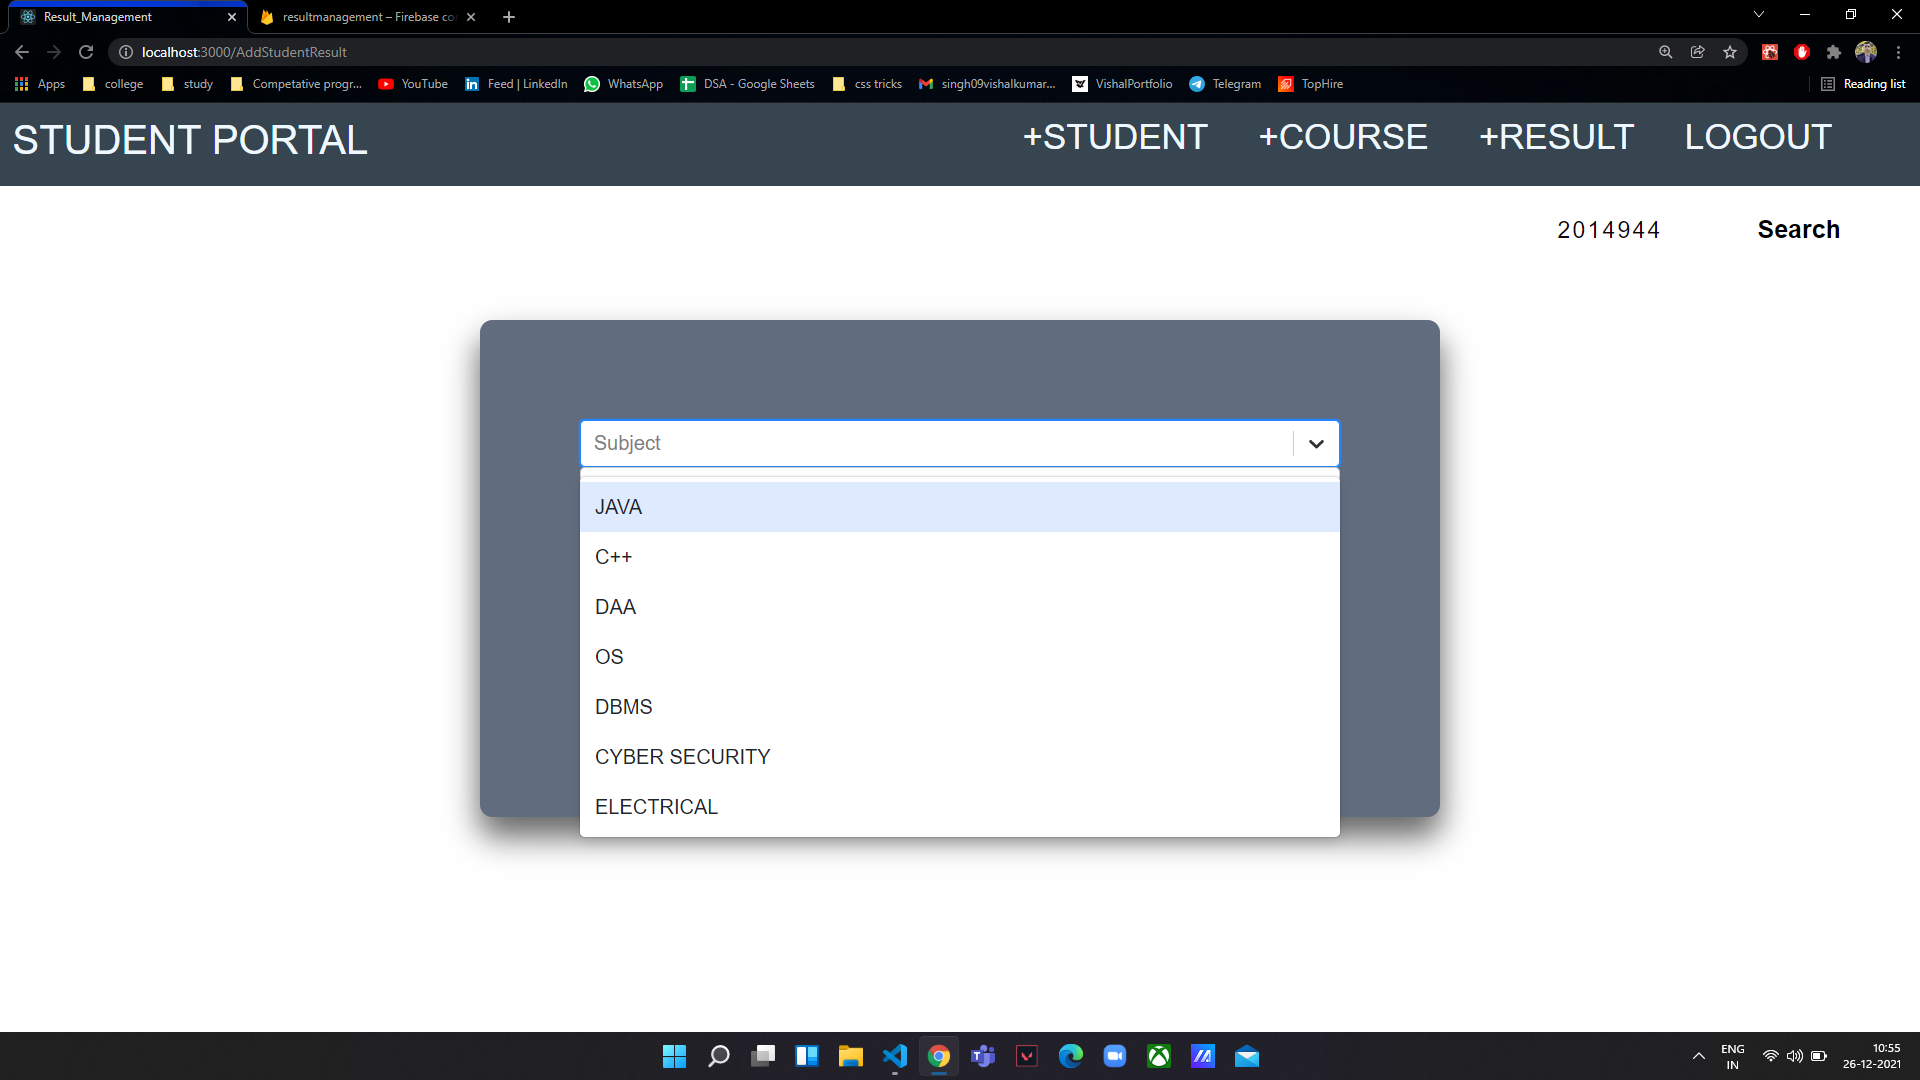 Result_Management
resultmanagement – Firebase co
localhost:3000/AddStudentResult
Apps college study Competative progr... YouTube Feed | LinkedIn WhatsApp DSA - Google Sheets css tricks singh09vishalkumar... VishalPortfolio Telegram TopHire Reading list
STUDENT PORTAL +STUDENT +COURSE +RESULT LOGOUT
2014944 Search
Subject
JAVA
C++
DAA
OS
DBMS
CYBER SECURITY
ELECTRICAL
ENG
IN
10:55
26-12-2021